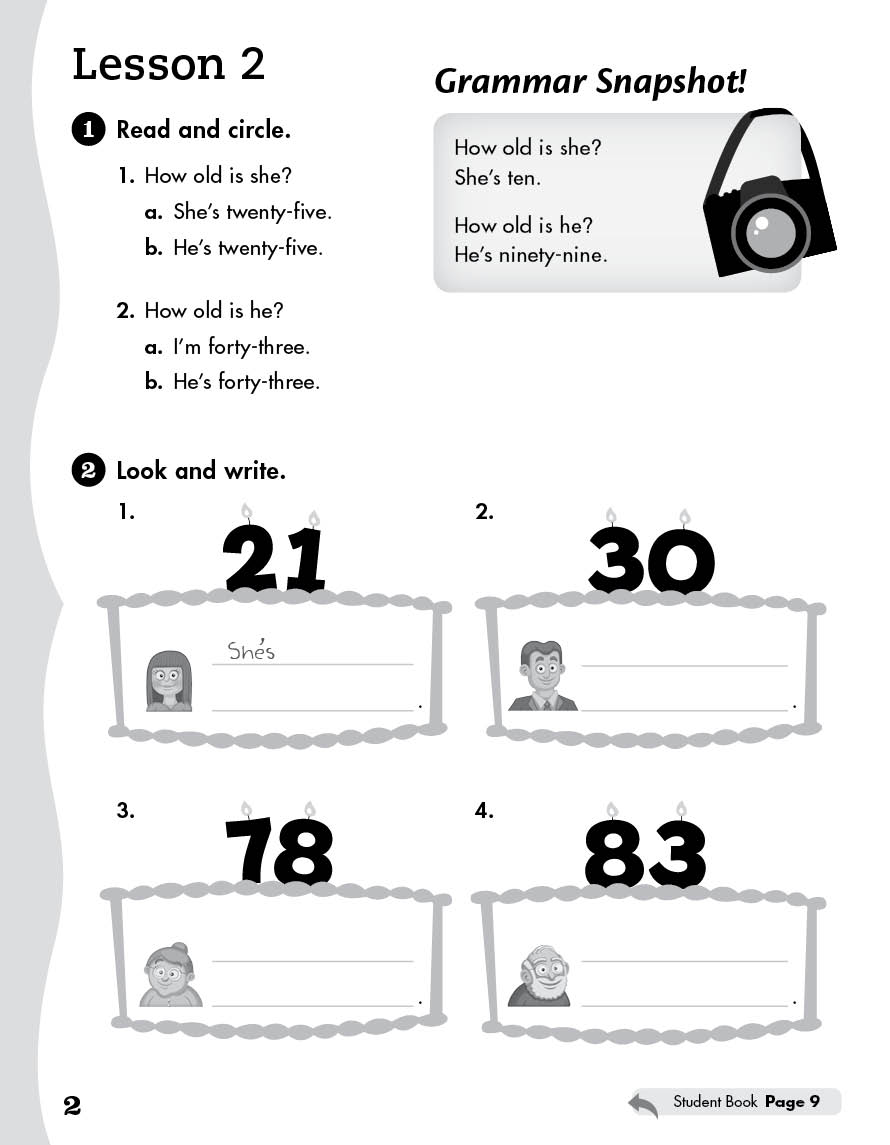 Lesson 2
Grammar Snapshot!
How old is she?
She's ten.
How old is he?
He's ninety-nine.
1 Read and circle.
1. How old is she?
a. She's twenty-five.
b. He's twenty-five.
2. How old is he?
a. I'm forty-three.
b. He's forty-three.
2 Look and write.
1.
21
She's
.
2.
30
.
3.
78
.
4.
83
.
2
Student Book Page 9